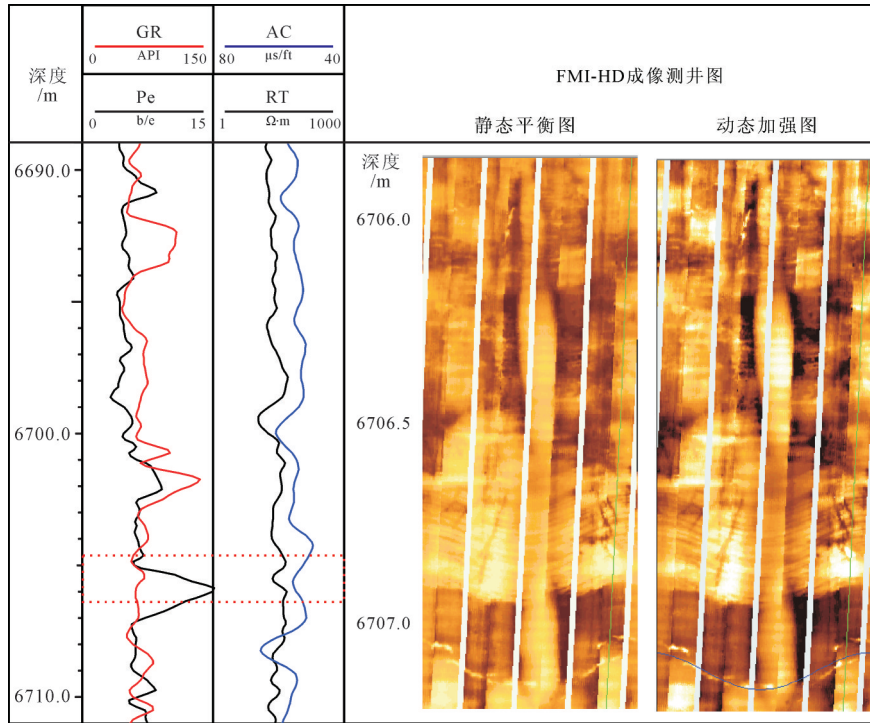 深度
/m
GR
0 API 150
Pe
0 b/e 15
AC
80 μs/ft 40
RT
1 Ω·m 1000
FMI-HD成像测井图
静态平衡图 动态加强图
深度
/m
6690.0
6700.0
6710.0
6706.0
6706.5
6707.0